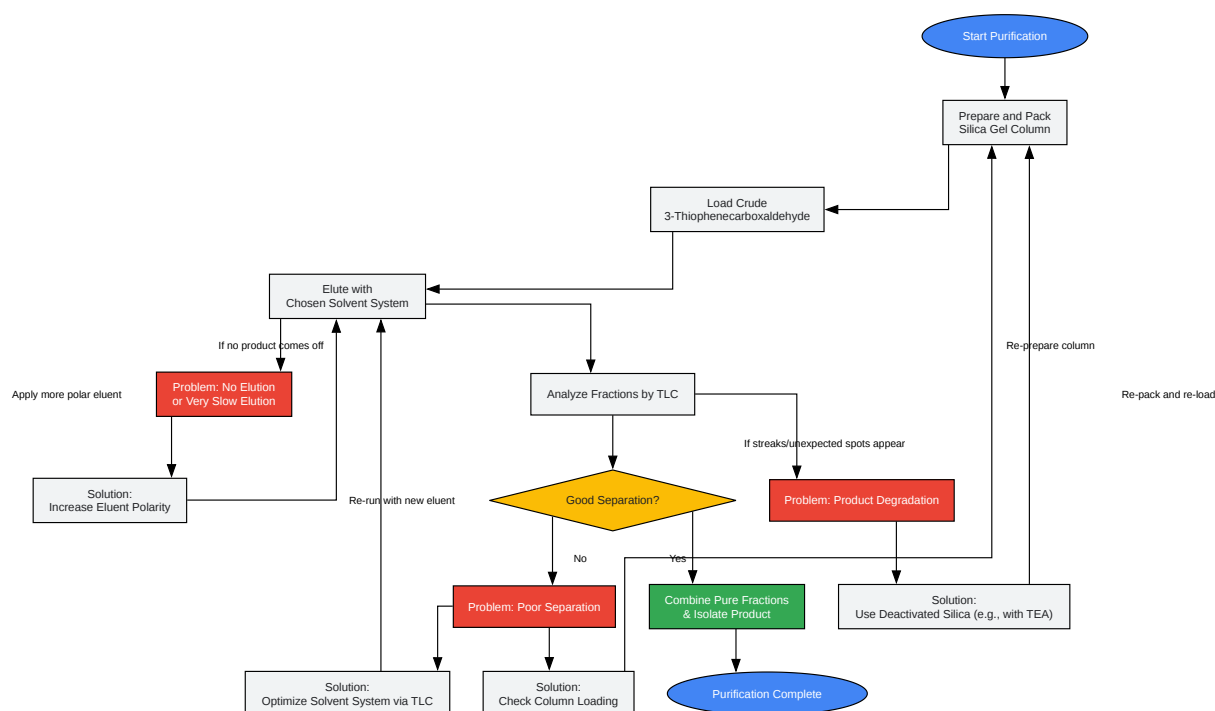 Start Purification
Prepare and Pack
Silica Gel Column
Load Crude
3-Thiophenecarboxaldehyde
Elute with
Chosen Solvent System
If no product comes off
Re-prepare column
Apply more polar eluent
Problem: No Elution
or Very Slow Elution
Analyze Fractions by TLC
Re-pack and re-load
If streaks/unexpected spots appear
Solution:
Increase Eluent Polarity
Re-run with new eluent
Good Separation?
Problem: Product Degradation
No
Yes
Problem: Poor Separation
Combine Pure Fractions
& Isolate Product
Solution:
Use Deactivated Silica (e.g., with TEA)
Solution:
Optimize Solvent System via TLC
Solution:
Check Column Loading
Purification Complete